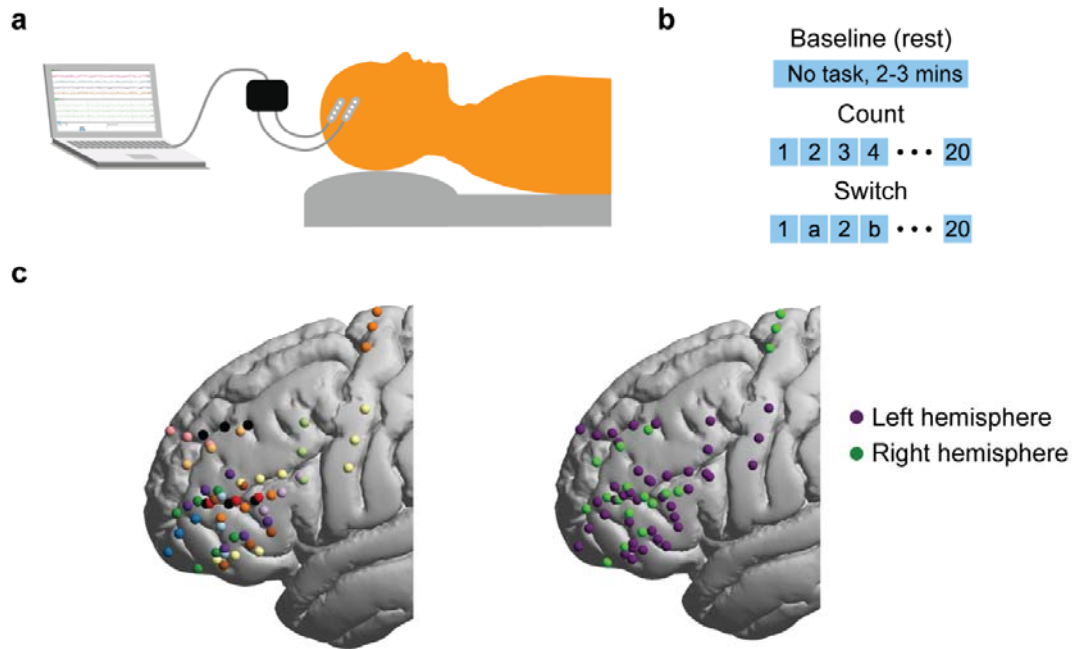 a
b
Baseline (rest)
No task, 2-3 mins
Count
1 2 3 4 ••• 20
Switch
1 a 2 b ••• 20
c
Left hemisphere
Right hemisphere